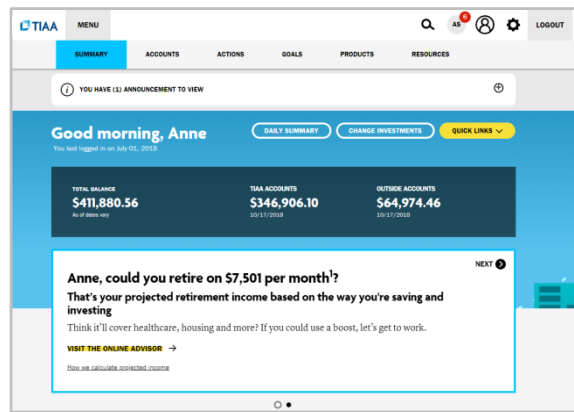 TIAA MENU AS 6 LOGOUT
SUMMARY ACCOUNTS ACTIONS GOALS PRODUCTS RESOURCES
i YOU HAVE (1) ANNOUNCEMENT TO VIEW
Good morning, Anne DAILY SUMMARY CHANGE INVESTMENTS QUICK LINKS
You last logged in on July 01, 2018
TOTAL BALANCE TIAA ACCOUNTS OUTSIDE ACCOUNTS
$411,880.56 $346,906.10 $64,974.46
As of dates vary 10/17/2018 10/17/2018
NEXT
Anne, could you retire on $7,501 per month¹?
That's your projected retirement income based on the way you're saving and
investing
Think it'll cover healthcare, housing and more? If you could use a boost, let's get to work.
VISIT THE ONLINE ADVISOR →
How we calculate projected income